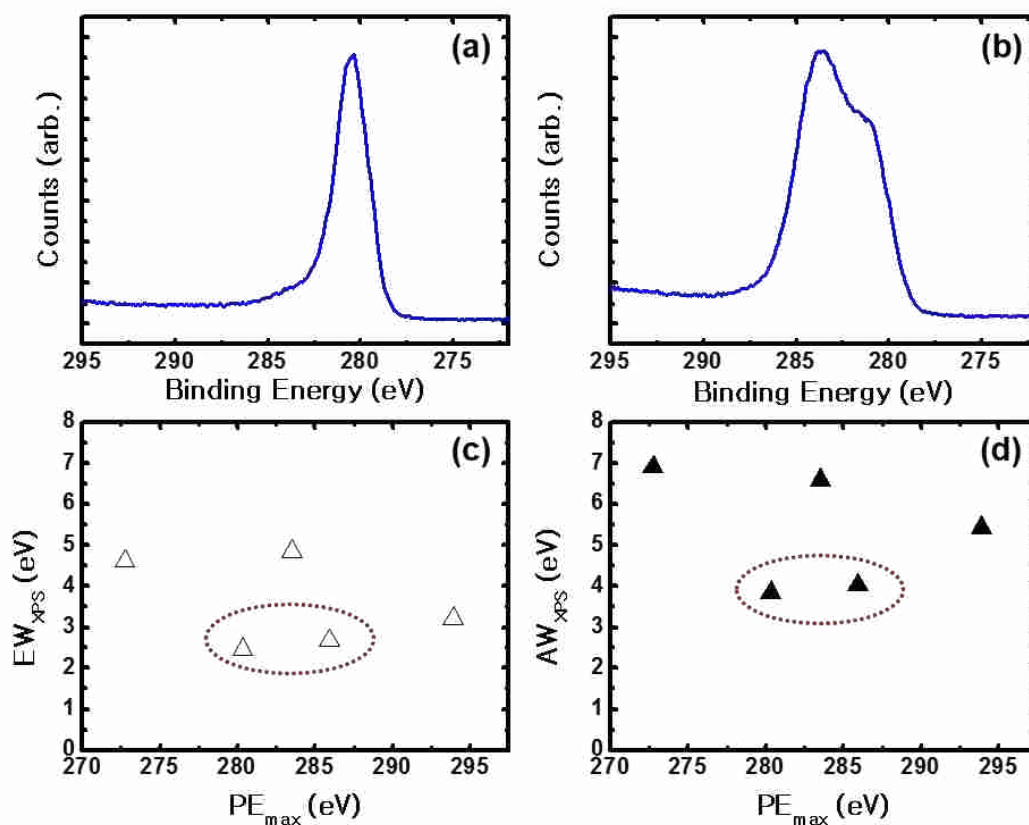 (a)
Counts (arb.)
295 290 285 280 275
Binding Energy (eV)
(b)
Counts (arb.)
295 290 285 280 275
Binding Energy (eV)
(c)
EW_XPS (eV)
8
7
6
5
4
3
2
1
0
270 275 280 285 290 295
PE_max (eV)
(d)
AW_XPS (eV)
8
7
6
5
4
3
2
1
0
270 275 280 285 290 295
PE_max (eV)